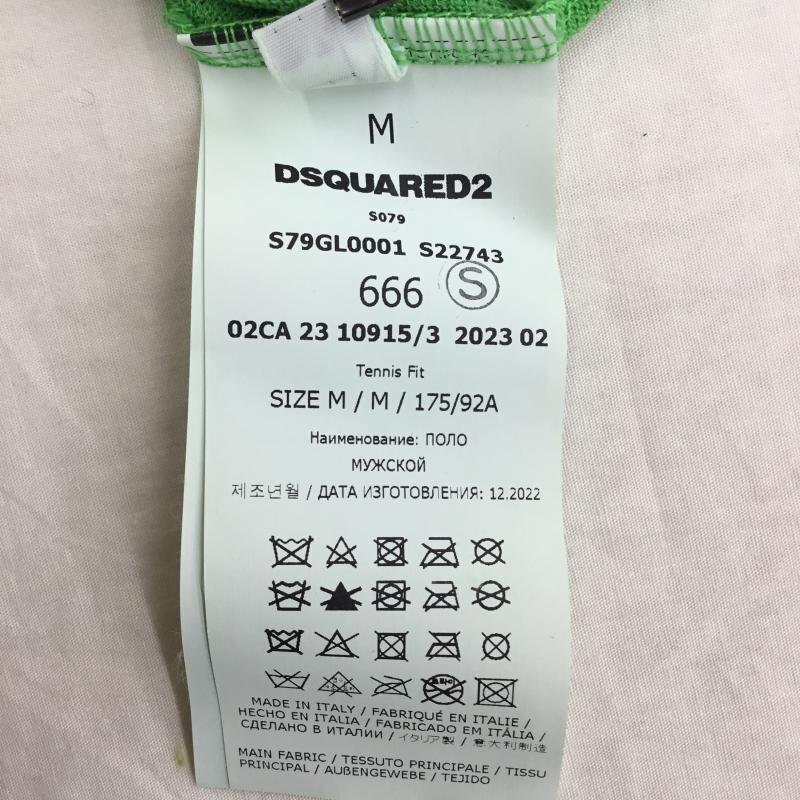 M
DSQUARED2
S079
S79GL0001 S22743
666 S
02CA 23 10915/3 2023 02
Tennis Fit
SIZE M / M / 175/92A
Наименование: ПОЛО
МУЖСКОЙ
제조년월 / ДАТА ИЗГОТОВЛЕНИЯ: 12.2022
MADE IN ITALY / FABRIQUÉ EN ITALIE /
HECHO EN ITALIA / FABRICADO EM ITÁLIA /
СДЕЛАНО В ИТАЛИИ / イタリア製 / 意大利制造
MAIN FABRIC / TESSUTO PRINCIPALE / TISSU
PRINCIPAL / AUßENGEWEBE / TEJIDO